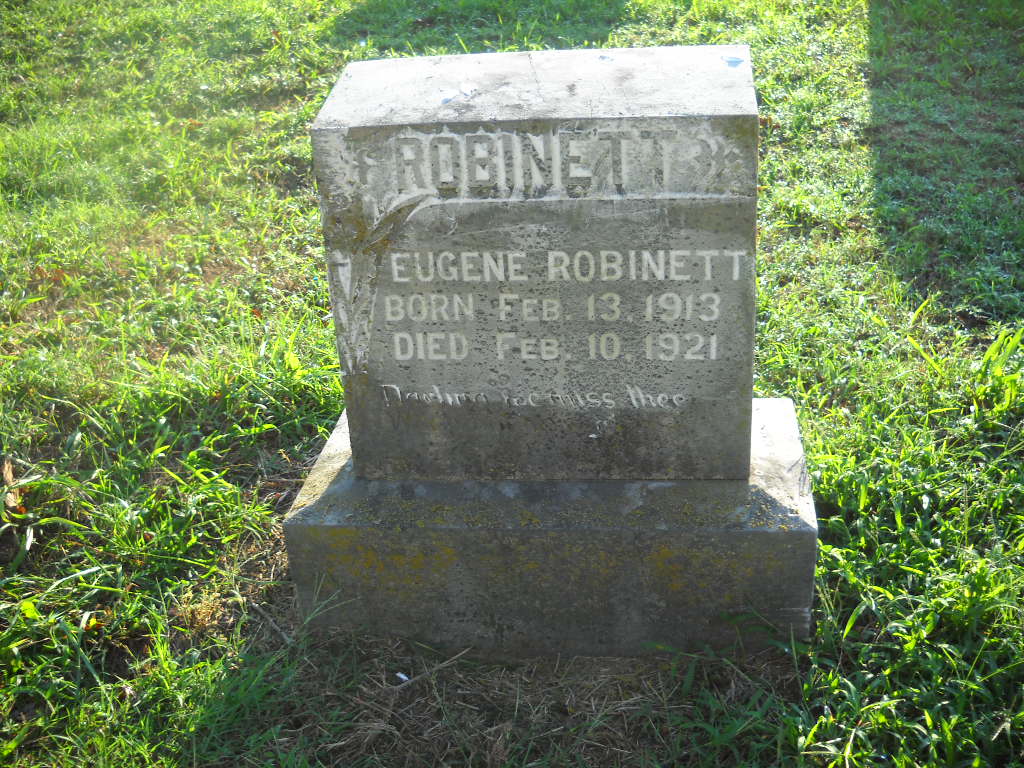 ROBINETT
EUGENE ROBINETT
BORN FEB. 13, 1913
DIED FEB. 10, 1921
Darling we miss thee